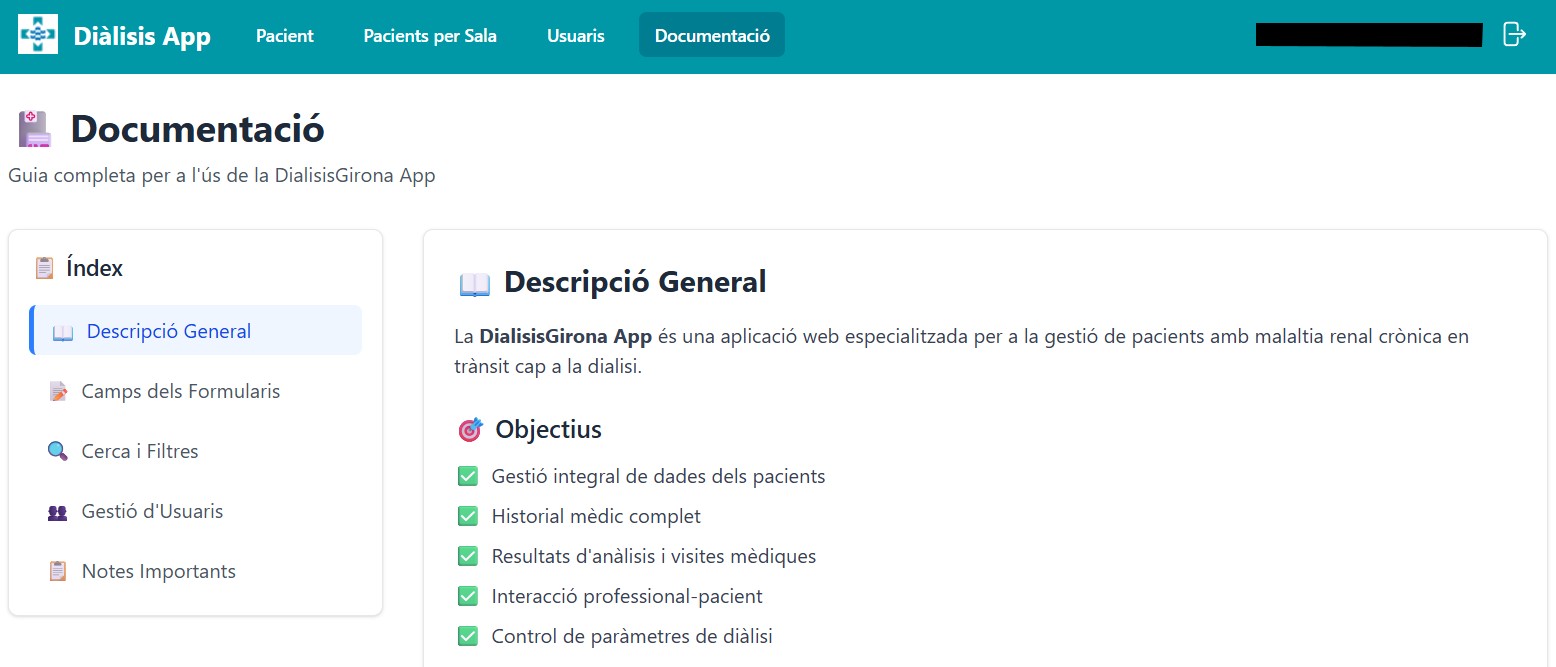 Diàlisis App
Pacient
Pacients per Sala
Usuaris
Documentació
Documentació
Guia completa per a l'ús de la DialisisGirona App
Índex
Descripció General
Camps dels Formularis
Cerca i Filtres
Gestió d'Usuaris
Notes Importants
Descripció General
La DialisisGirona App és una aplicació web especialitzada per a la gestió de pacients amb malaltia renal crònica en
trànsit cap a la dialisi.
Objectius
Gestió integral de dades dels pacients
Historial mèdic complet
Resultats d'anàlisis i visites mèdiques
Interacció professional-pacient
Control de paràmetres de diàlisi